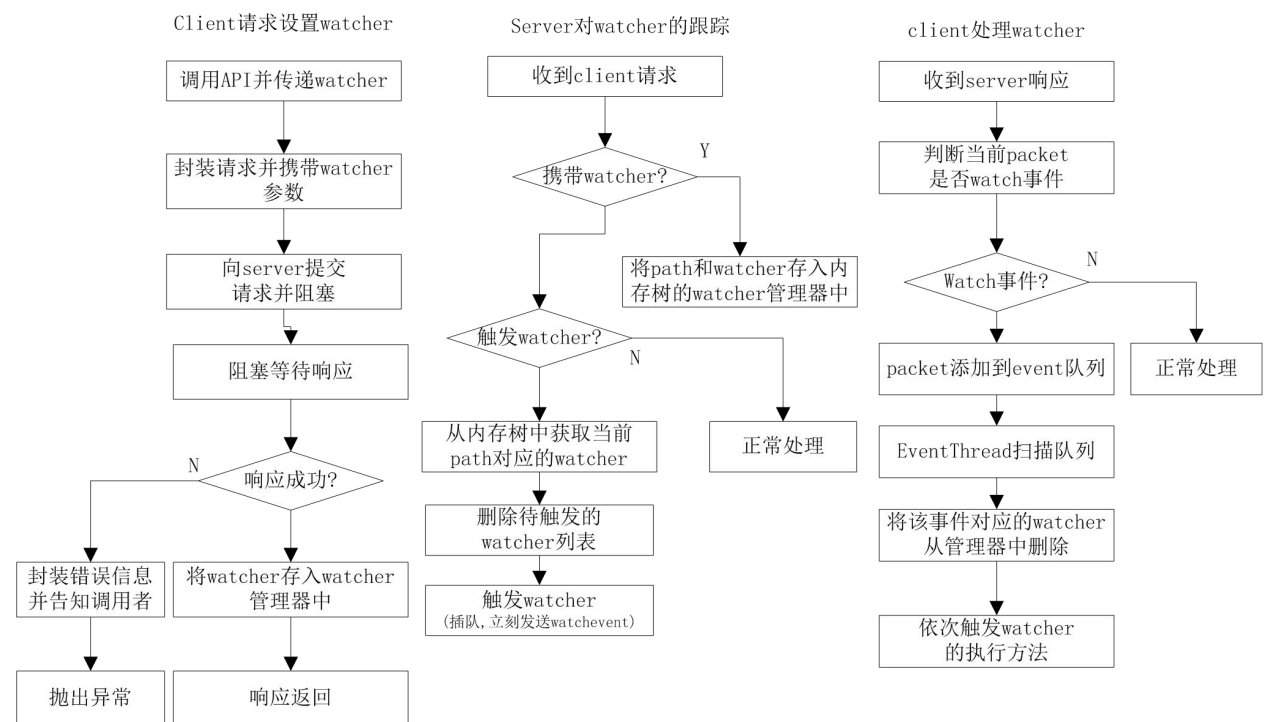 Client请求设置watcher
调用API并传递watcher
封装请求并携带watcher
参数
向server提交
请求并阻塞
阻塞等待响应
响应成功?
N
封装错误信息
并告知调用者
抛出异常
将watcher存入watcher
管理器中
响应返回
Server对watcher的跟踪
收到client请求
携带watcher?
Y
将path和watcher存入内
存树的watcher管理器中
触发watcher?
N
正常处理
从内存树中获取当前
path对应的watcher
删除待触发的
watcher列表
触发watcher
(插队,立刻发送watchevent)
client处理watcher
收到server响应
判断当前packet
是否watch事件
Watch事件?
N
正常处理
packet添加到event队列
EventThread扫描队列
将该事件对应的watcher
从管理器中删除
依次触发watcher
的执行方法